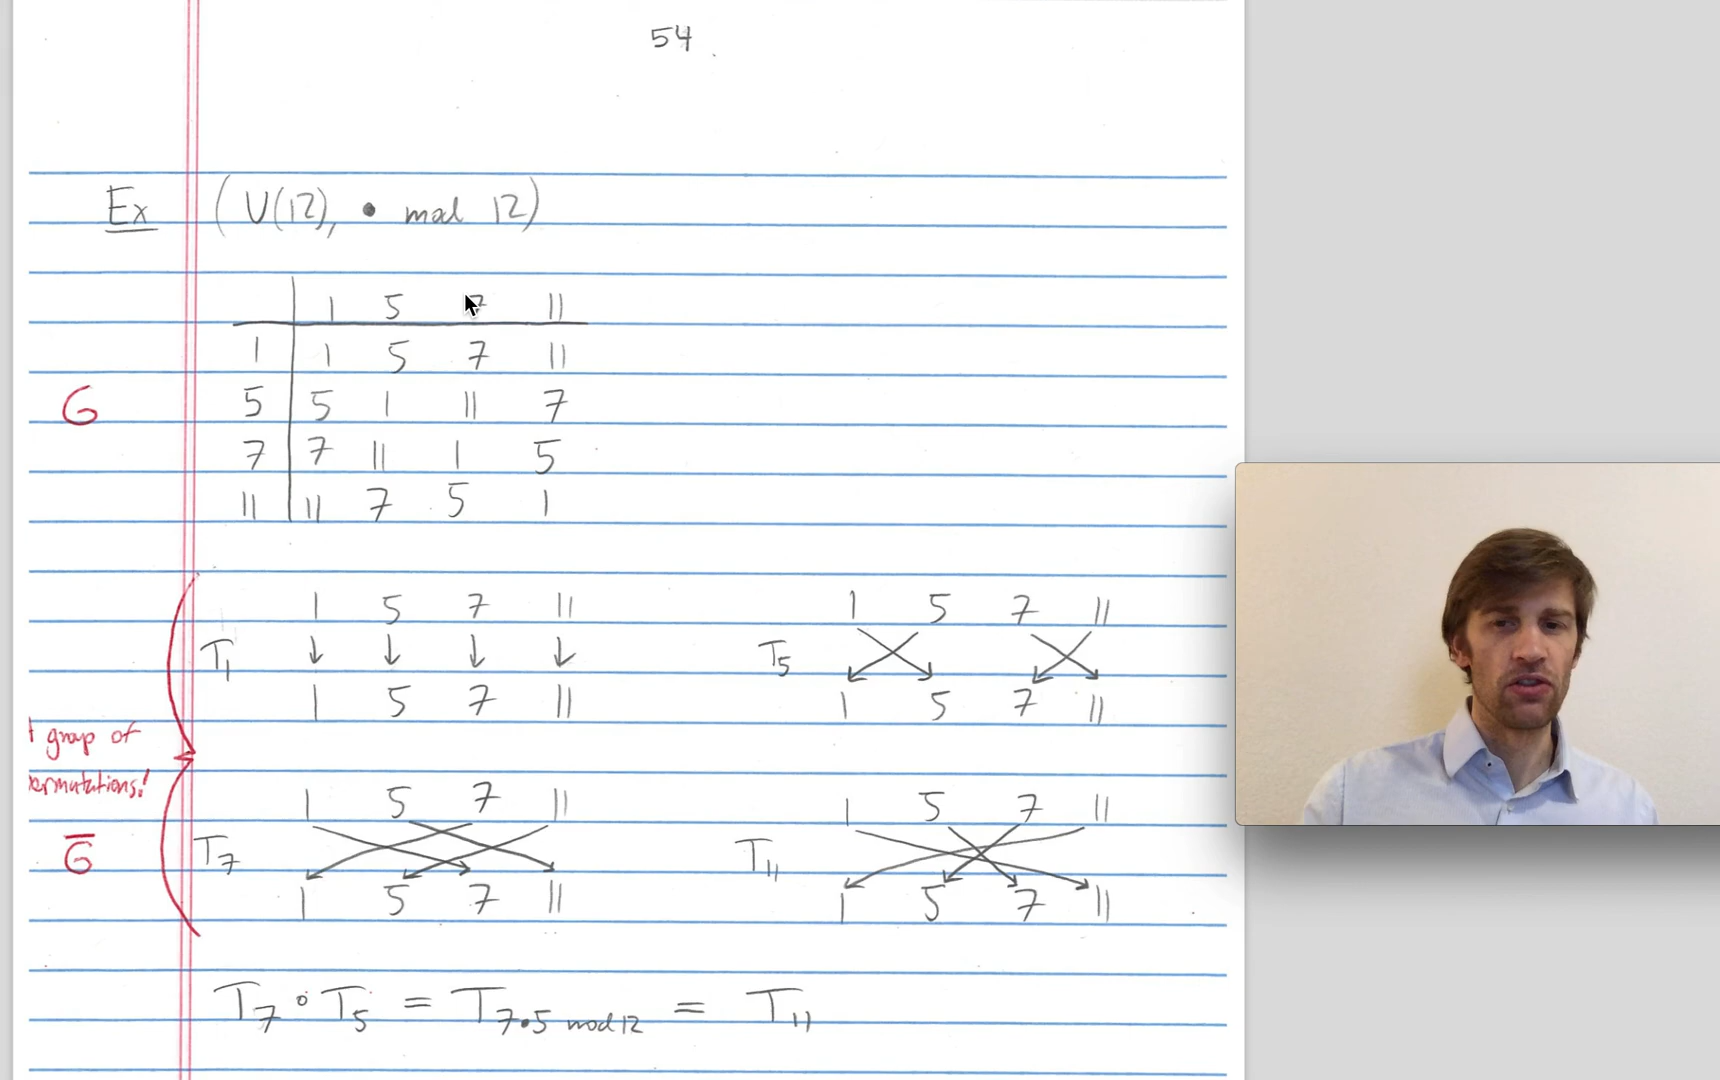 54
Ex (U(12), • mod 12)
1 5 7 11
1 1 5 7 11
G
5 5 1 11 7
7 7 11 1 5
11 11 7 5 1
1 5 7 11
T₁ ↓ ↓ ↓ ↓
1 5 7 11
1 5 7 11
T₅
1 5 7 11
group of
ermutations!
G̅
1 5 7 11
T₇
1 5 7 11
1 5 7 11
T₁₁
1 5 7 11
T₇ ∘ T₅ = T₇•₅ mod 12 = T₁₁